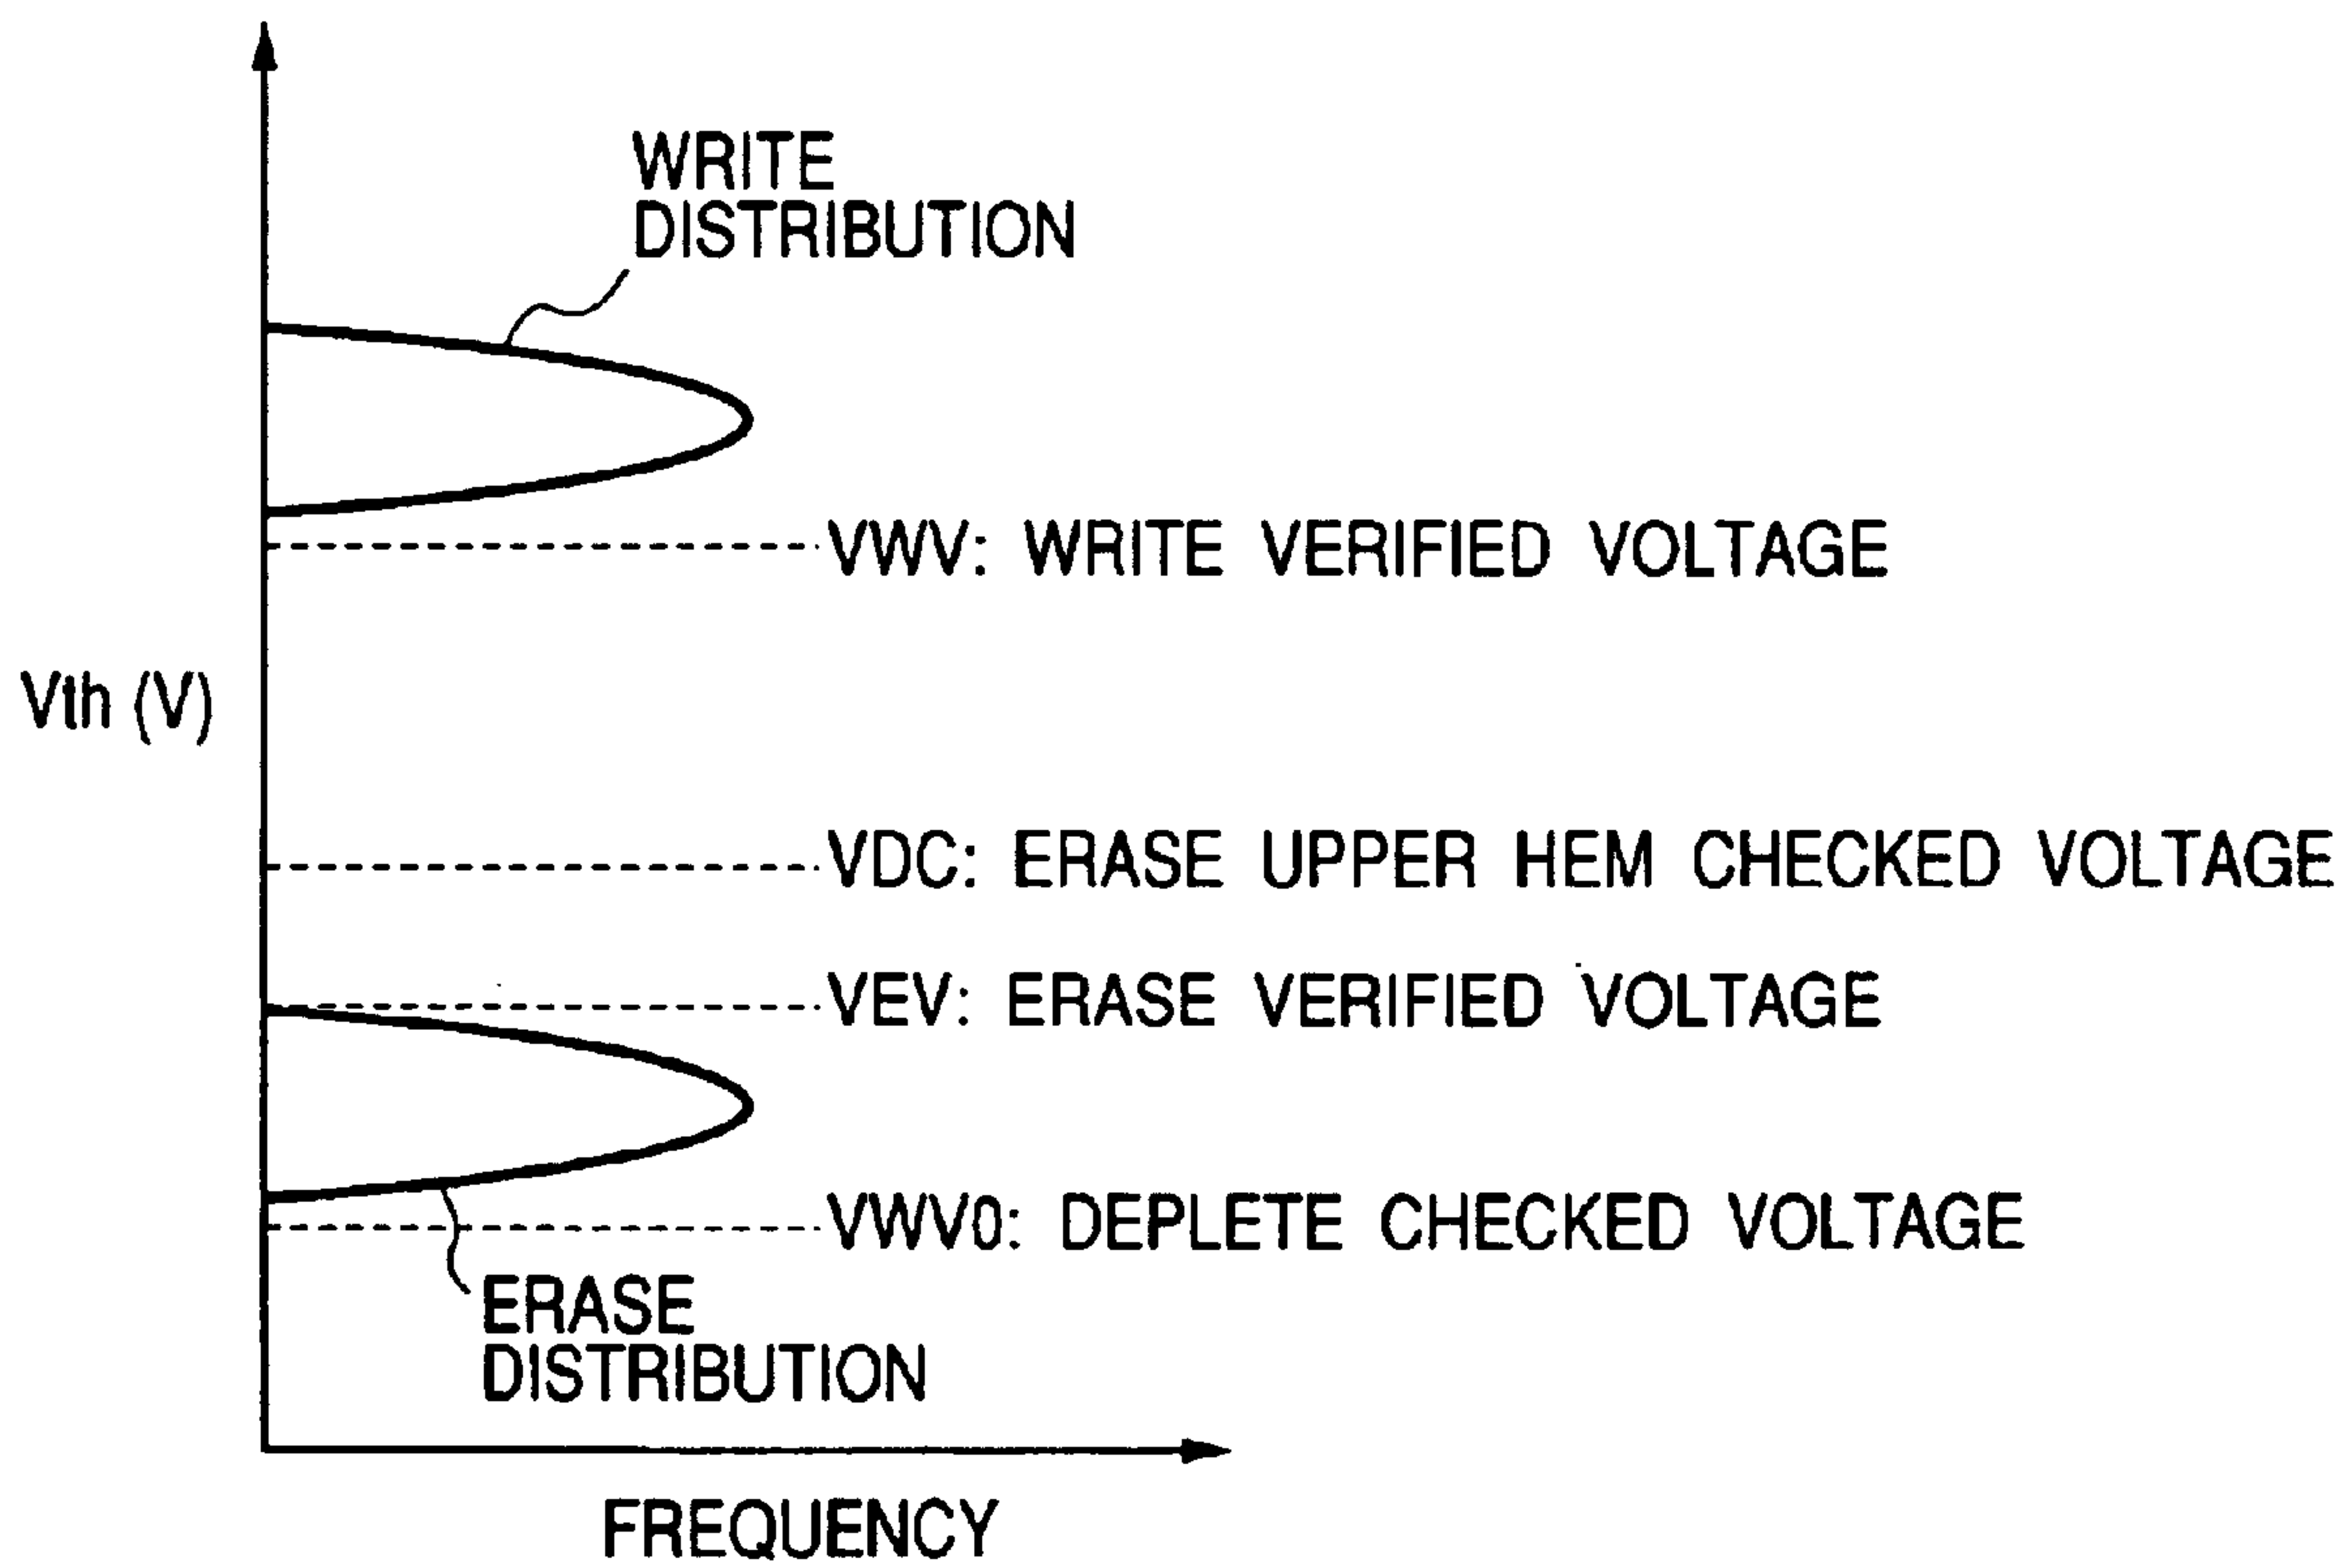 WRITE
DISTRIBUTION
VWV: WRITE VERIFIED VOLTAGE
Vth (V)
VDC: ERASE UPPER HEM CHECKED VOLTAGE
VEV: ERASE VERIFIED VOLTAGE
VWV0: DEPLETE CHECKED VOLTAGE
ERASE
DISTRIBUTION
FREQUENCY